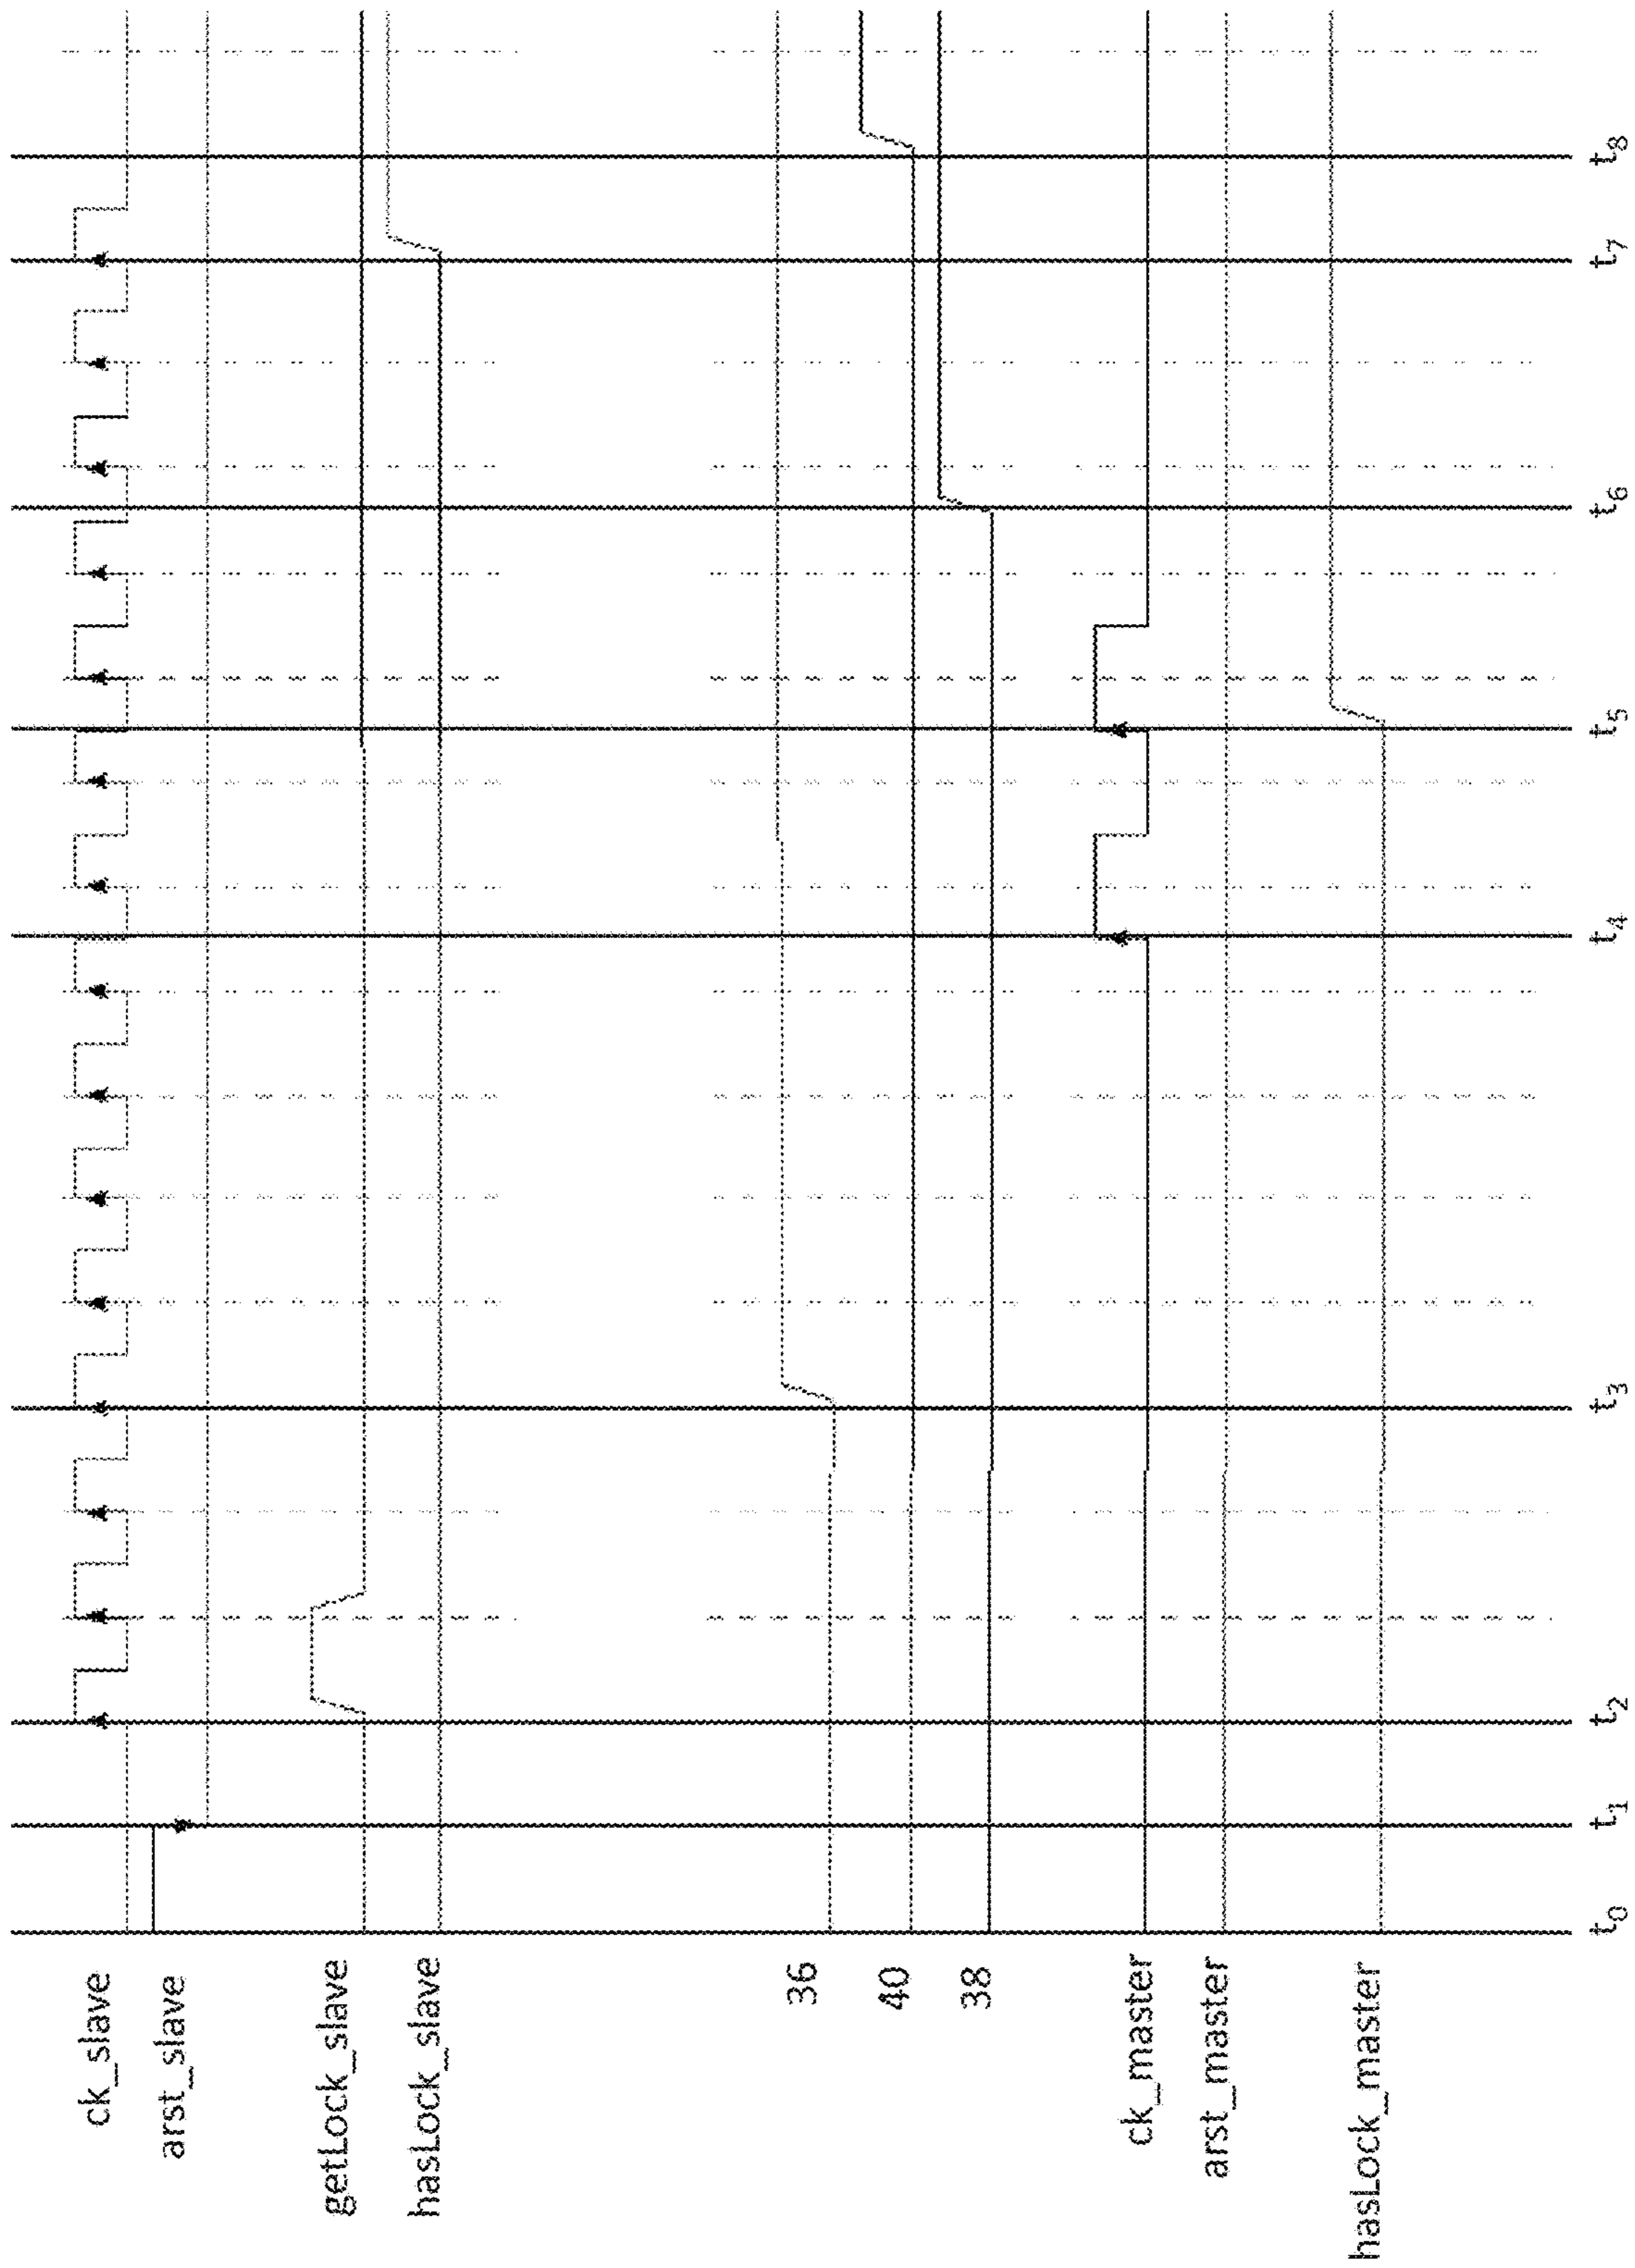 ck_slave
arst_slave
getLock_slave
hasLock_slave
36
40
38
ck_master
arst_master
hasLock_master
t0 t1 t2 t3 t4 t5 t6 t7 t8